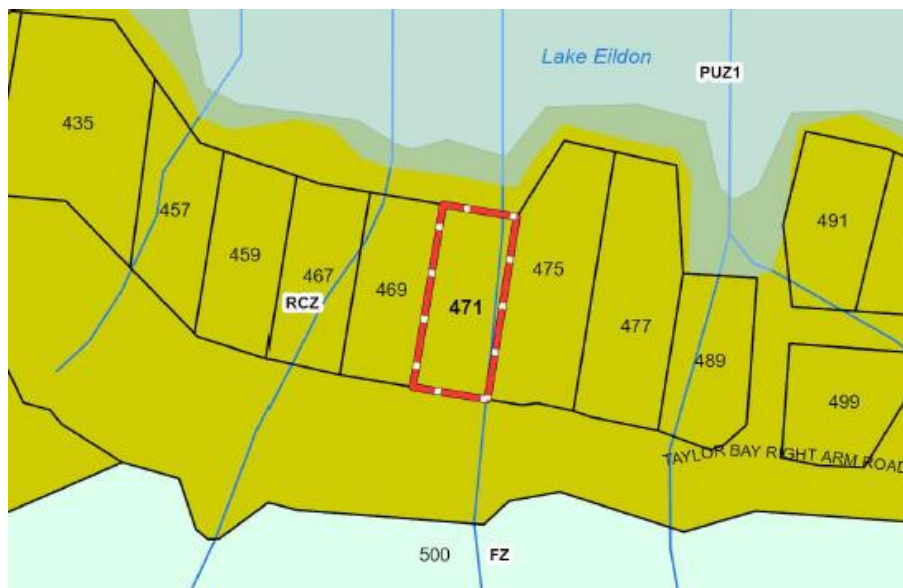 Lake Eildon
PUZ1
435
457
459
467
RCZ
469
471
475
477
489
491
499
TAYLOR BAY RIGHT ARM ROAD
500
FZ